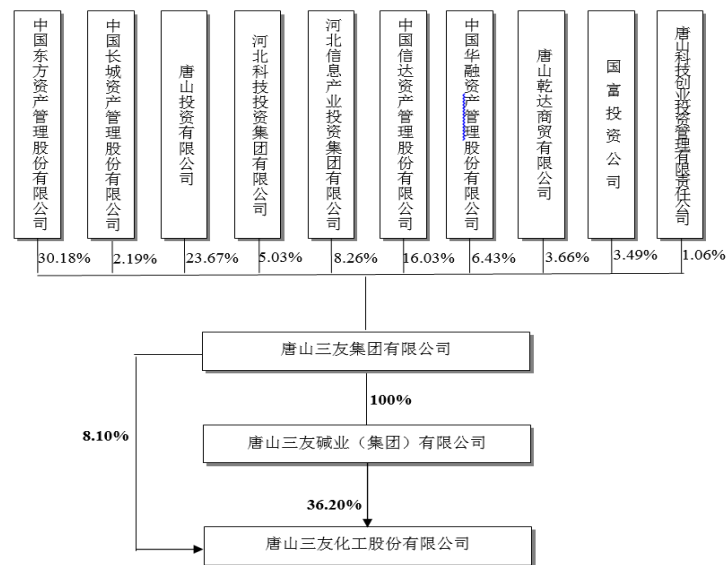 中国东方资产管理股份有限公司
中国长城资产管理股份有限公司
唐山投资有限公司
河北科技投资集团有限公司
河北信息产业投资集团有限公司
中国信达资产管理股份有限公司
中国华融资产管理股份有限公司
唐山乾达商贸有限公司
国富投资公司
唐山科技创业投资管理有限责任公司
30.18%
2.19%
23.67%
5.03%
8.26%
16.03%
6.43%
3.66%
3.49%
1.06%
唐山三友集团有限公司
100%
8.10%
唐山三友碱业（集团）有限公司
36.20%
唐山三友化工股份有限公司